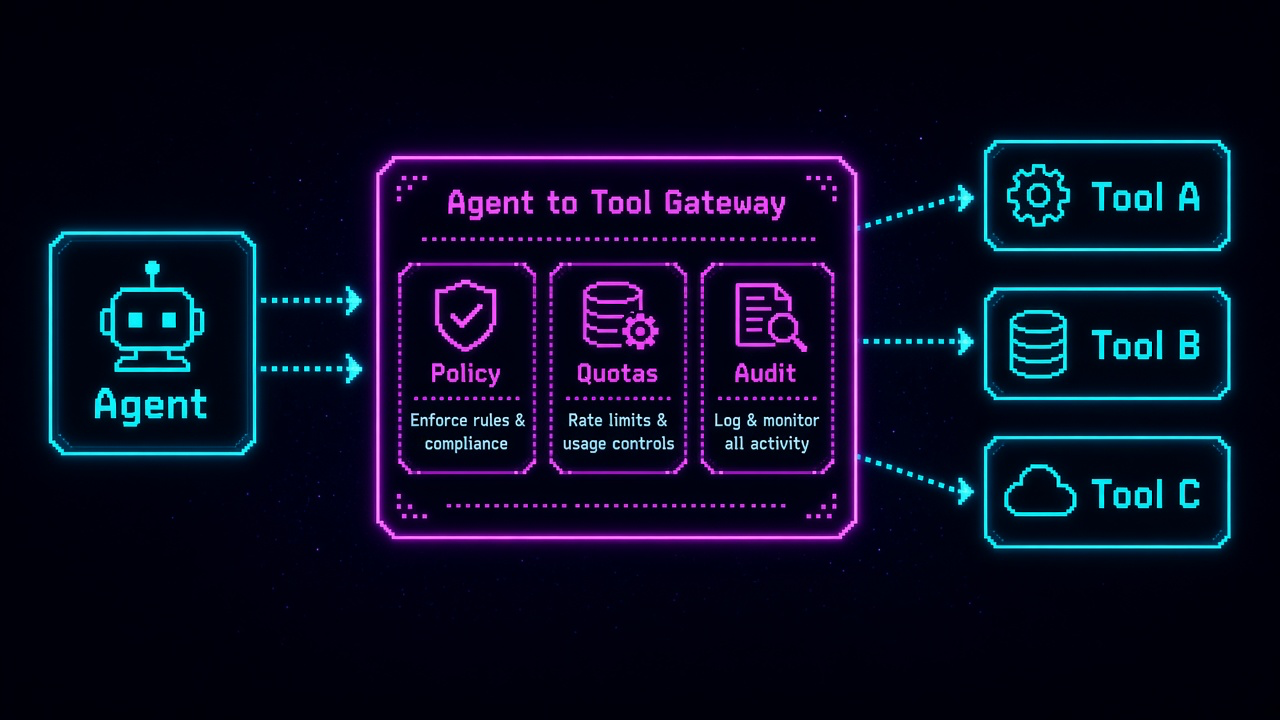 Agent
Agent to Tool Gateway
Policy
Enforce rules &
compliance
Quotas
Rate limits &
usage controls
Audit
Log & monitor
all activity
Tool A
Tool B
Tool C